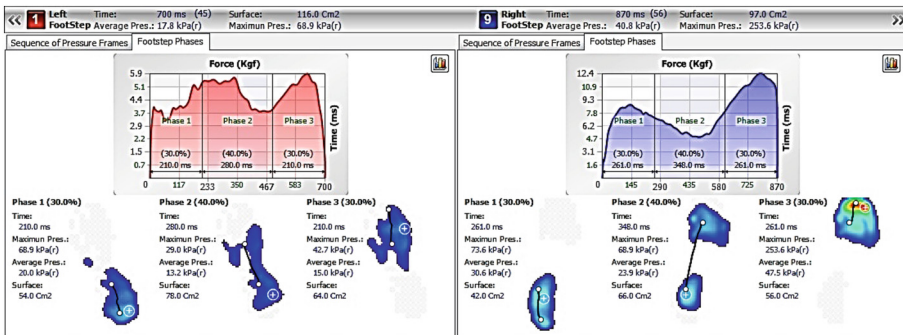 1 Left FootStep Time: 700 ms (45) Surface: 116.0 Cm2
Average Pres.: 17.8 kPa(r) Maximun Pres.: 68.9 kPa(r)
Sequence of Pressure Frames Footstep Phases
Force (Kgf)
5.9
5.1
4.4
3.7
2.9
2.2
1.5
0.7
Phase 1 Phase 2 Phase 3
(30.0%) (40.0%) (30.0%)
210.0 ms 280.0 ms 210.0 ms
0 117 233 350 467 583 700
Time (ms)
Phase 1 (30.0%)
Time:
210.0 ms
Maximun Pres.:
68.9 kPa(r)
Average Pres.:
20.0 kPa(r)
Surface:
54.0 Cm2
Phase 2 (40.0%)
Time:
280.0 ms
Maximun Pres.:
29.0 kPa(r)
Average Pres.:
13.2 kPa(r)
Surface:
78.0 Cm2
Phase 3 (30.0%)
Time:
210.0 ms
Maximun Pres.:
42.7 kPa(r)
Average Pres.:
15.0 kPa(r)
Surface:
64.0 Cm2
9 Right FootStep Time: 870 ms (56) Surface: 97.0 Cm2
Average Pres.: 40.8 kPa(r) Maximun Pres.: 253.6 kPa(r)
Sequence of Pressure Frames Footstep Phases
Force (Kgf)
12.4
10.9
9.3
7.8
6.2
4.7
3.1
1.6
Phase 1 Phase 2 Phase 3
(30.0%) (40.0%) (30.0%)
261.0 ms 348.0 ms 261.0 ms
0 145 290 435 580 725 870
Time (ms)
Phase 1 (30.0%)
Time:
261.0 ms
Maximun Pres.:
73.6 kPa(r)
Average Pres.:
30.6 kPa(r)
Surface:
42.0 Cm2
Phase 2 (40.0%)
Time:
348.0 ms
Maximun Pres.:
68.9 kPa(r)
Average Pres.:
23.9 kPa(r)
Surface:
66.0 Cm2
Phase 3 (30.0%)
Time:
261.0 ms
Maximun Pres.:
253.6 kPa(r)
Average Pres.:
47.5 kPa(r)
Surface:
56.0 Cm2